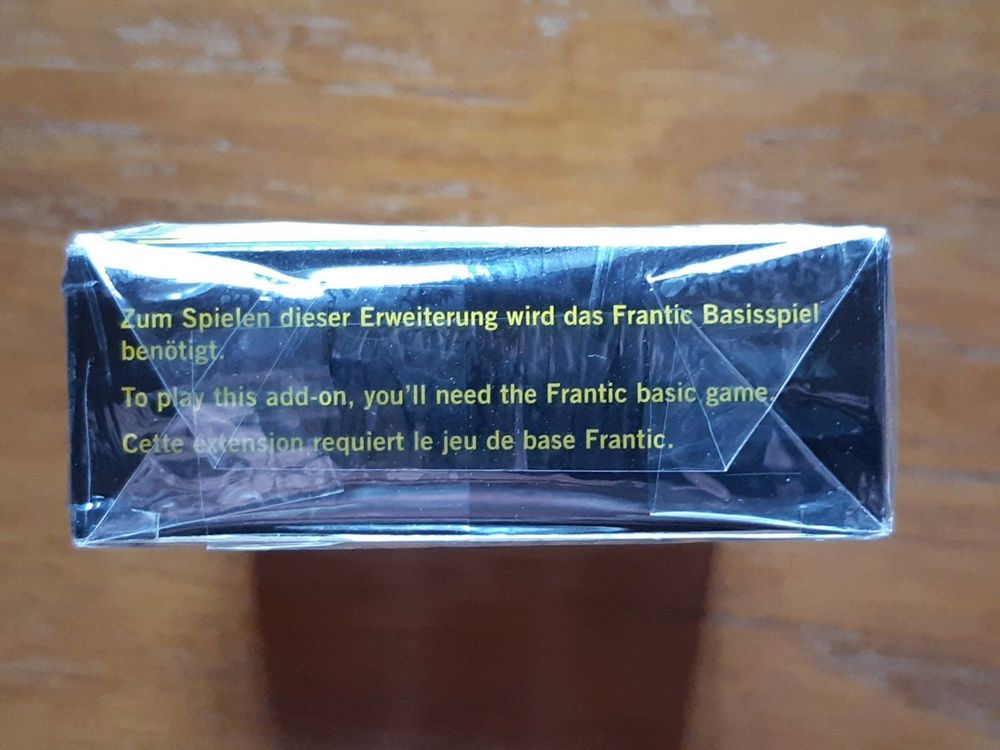 Zum Spielen dieser Erweiterung wird das Frantic Basisspiel
benötigt.
To play this add-on, you'll need the Frantic basic game.
Cette extension requiert le jeu de base Frantic.